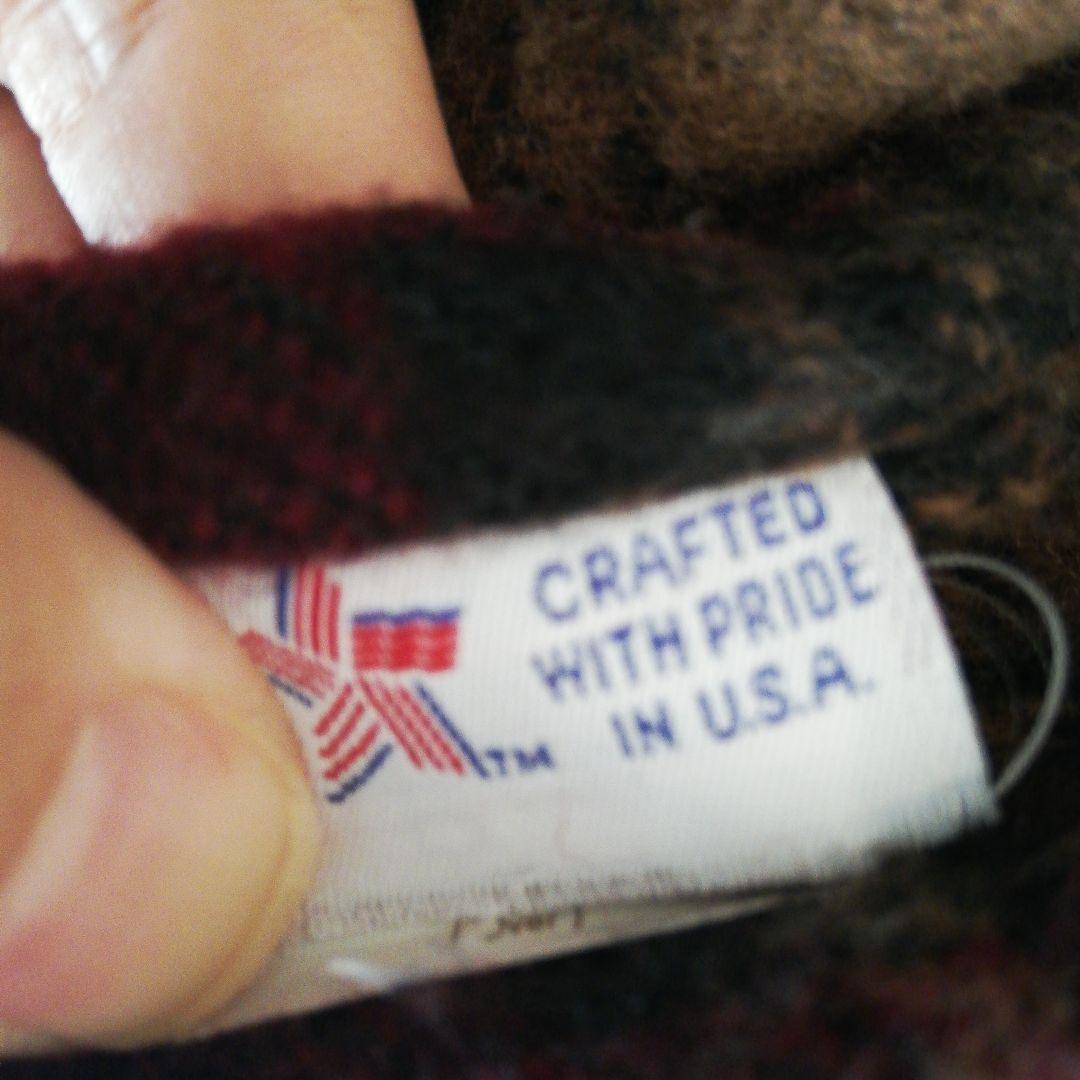 CRAFTED
WITH PRIDE
IN U.S.A.
TM